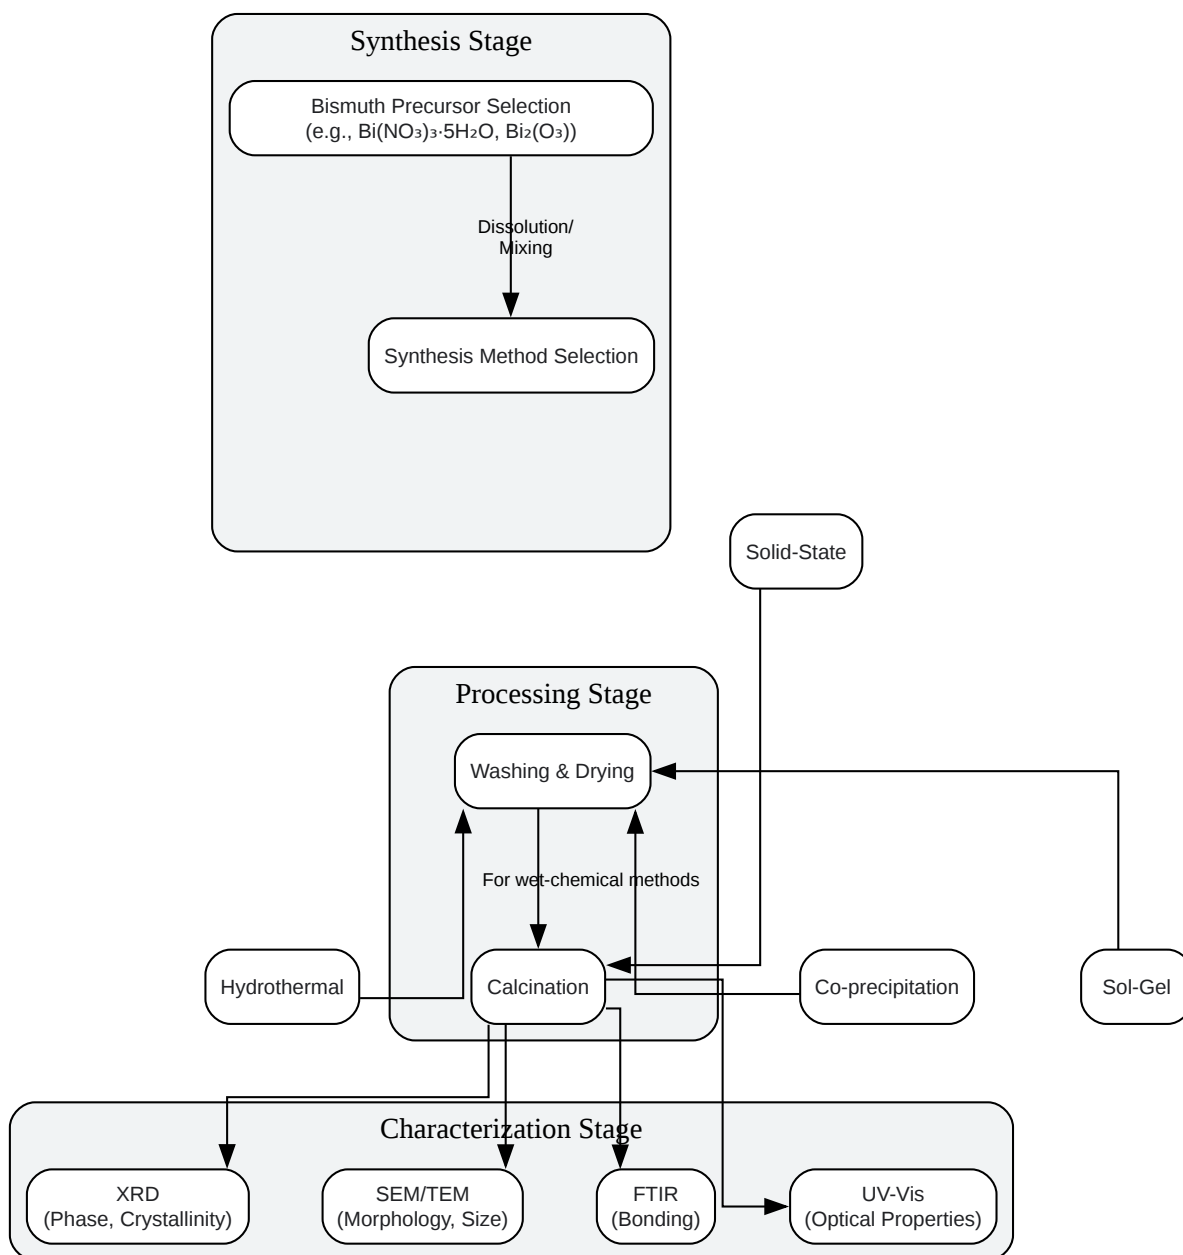 Synthesis Stage
Bismuth Precursor Selection
(e.g., Bi(NO₃)₃·5H₂O, Bi₂(O₃))
Dissolution/
Mixing
Synthesis Method Selection
Solid-State
Processing Stage
Washing & Drying
For wet-chemical methods
Hydrothermal
Calcination
Co-precipitation
Sol-Gel
Characterization Stage
XRD
(Phase, Crystallinity)
SEM/TEM
(Morphology, Size)
FTIR
(Bonding)
UV-Vis
(Optical Properties)